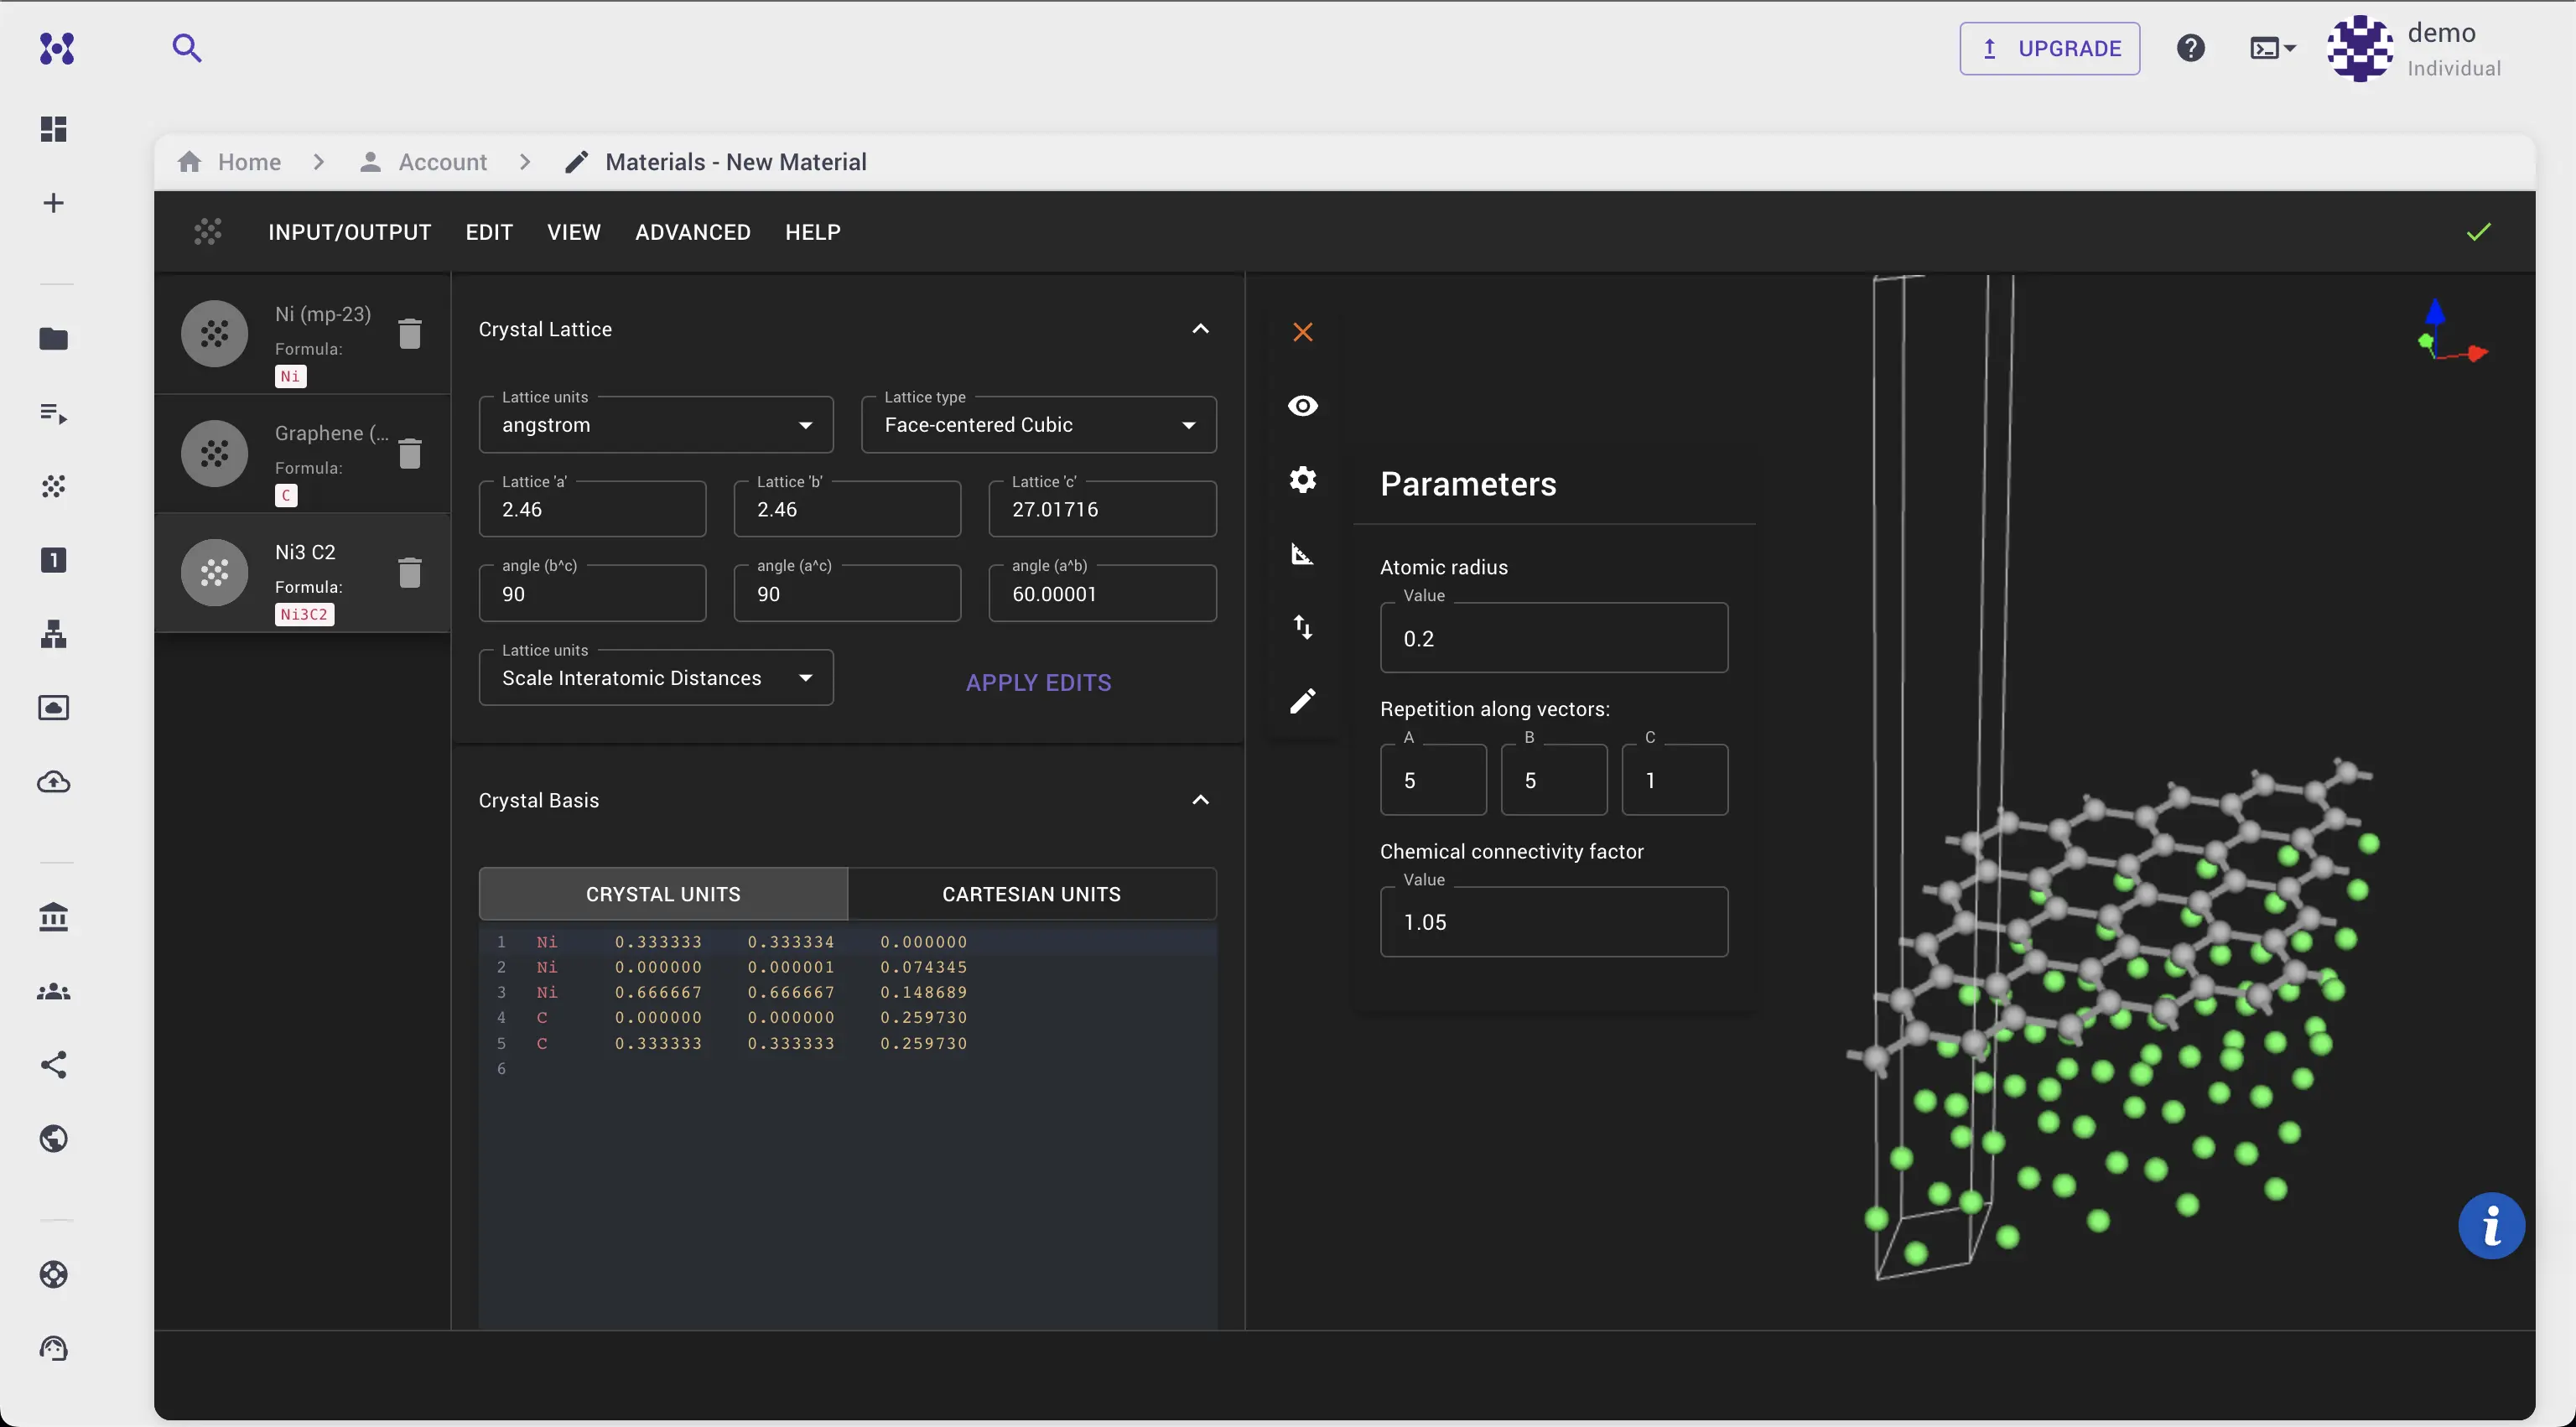 UPGRADE
demo
Individual
Home
Account
Materials - New Material
INPUT/OUTPUT EDIT VIEW ADVANCED HELP
Ni (mp-23)
Formula:
Ni
Graphene (...
Formula:
C
Ni3 C2
Formula:
Ni3C2
Crystal Lattice
Lattice units
angstrom
Lattice type
Face-centered Cubic
Lattice 'a'
2.46
Lattice 'b'
2.46
Lattice 'c'
27.01716
angle (b^c)
90
angle (a^c)
90
angle (a^b)
60.00001
Lattice units
Scale Interatomic Distances
APPLY EDITS
Crystal Basis
CRYSTAL UNITS
CARTESIAN UNITS
1 Ni 0.333333 0.333334 0.000000
2 Ni 0.000000 0.000001 0.074345
3 Ni 0.666667 0.666667 0.148689
4 C 0.000000 0.000000 0.259730
5 C 0.333333 0.333333 0.259730
6
Parameters
Atomic radius
Value
0.2
Repetition along vectors:
A
5
B
5
C
1
Chemical connectivity factor
Value
1.05
1
i